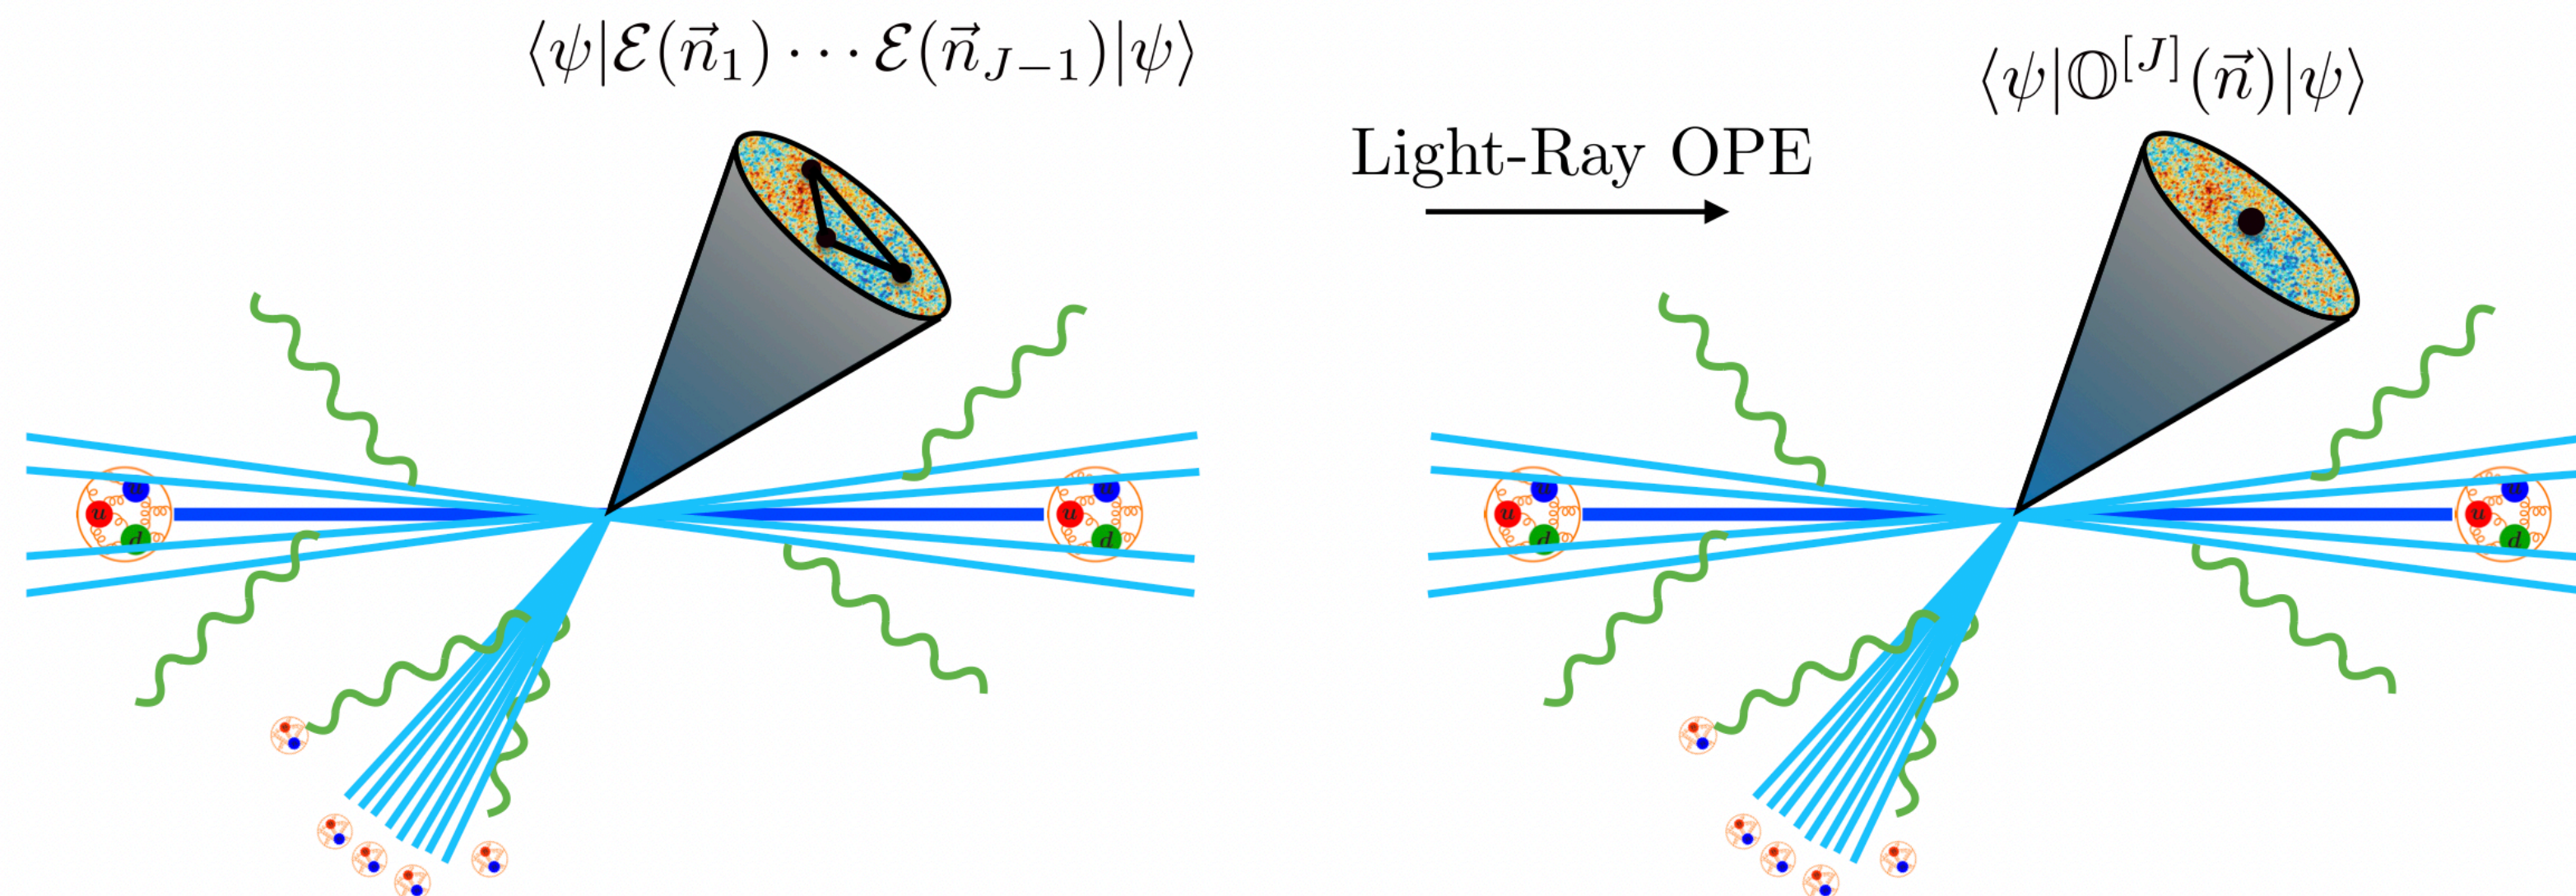 ⟨ψ|ℰ(n⃗₁) ⋯ ℰ(n⃗_{J−1})|ψ⟩
Light-Ray OPE
⟨ψ|𝕆^{[J]}(n⃗)|ψ⟩
u
u
d
u
u
d
u
u
d
u
u
d